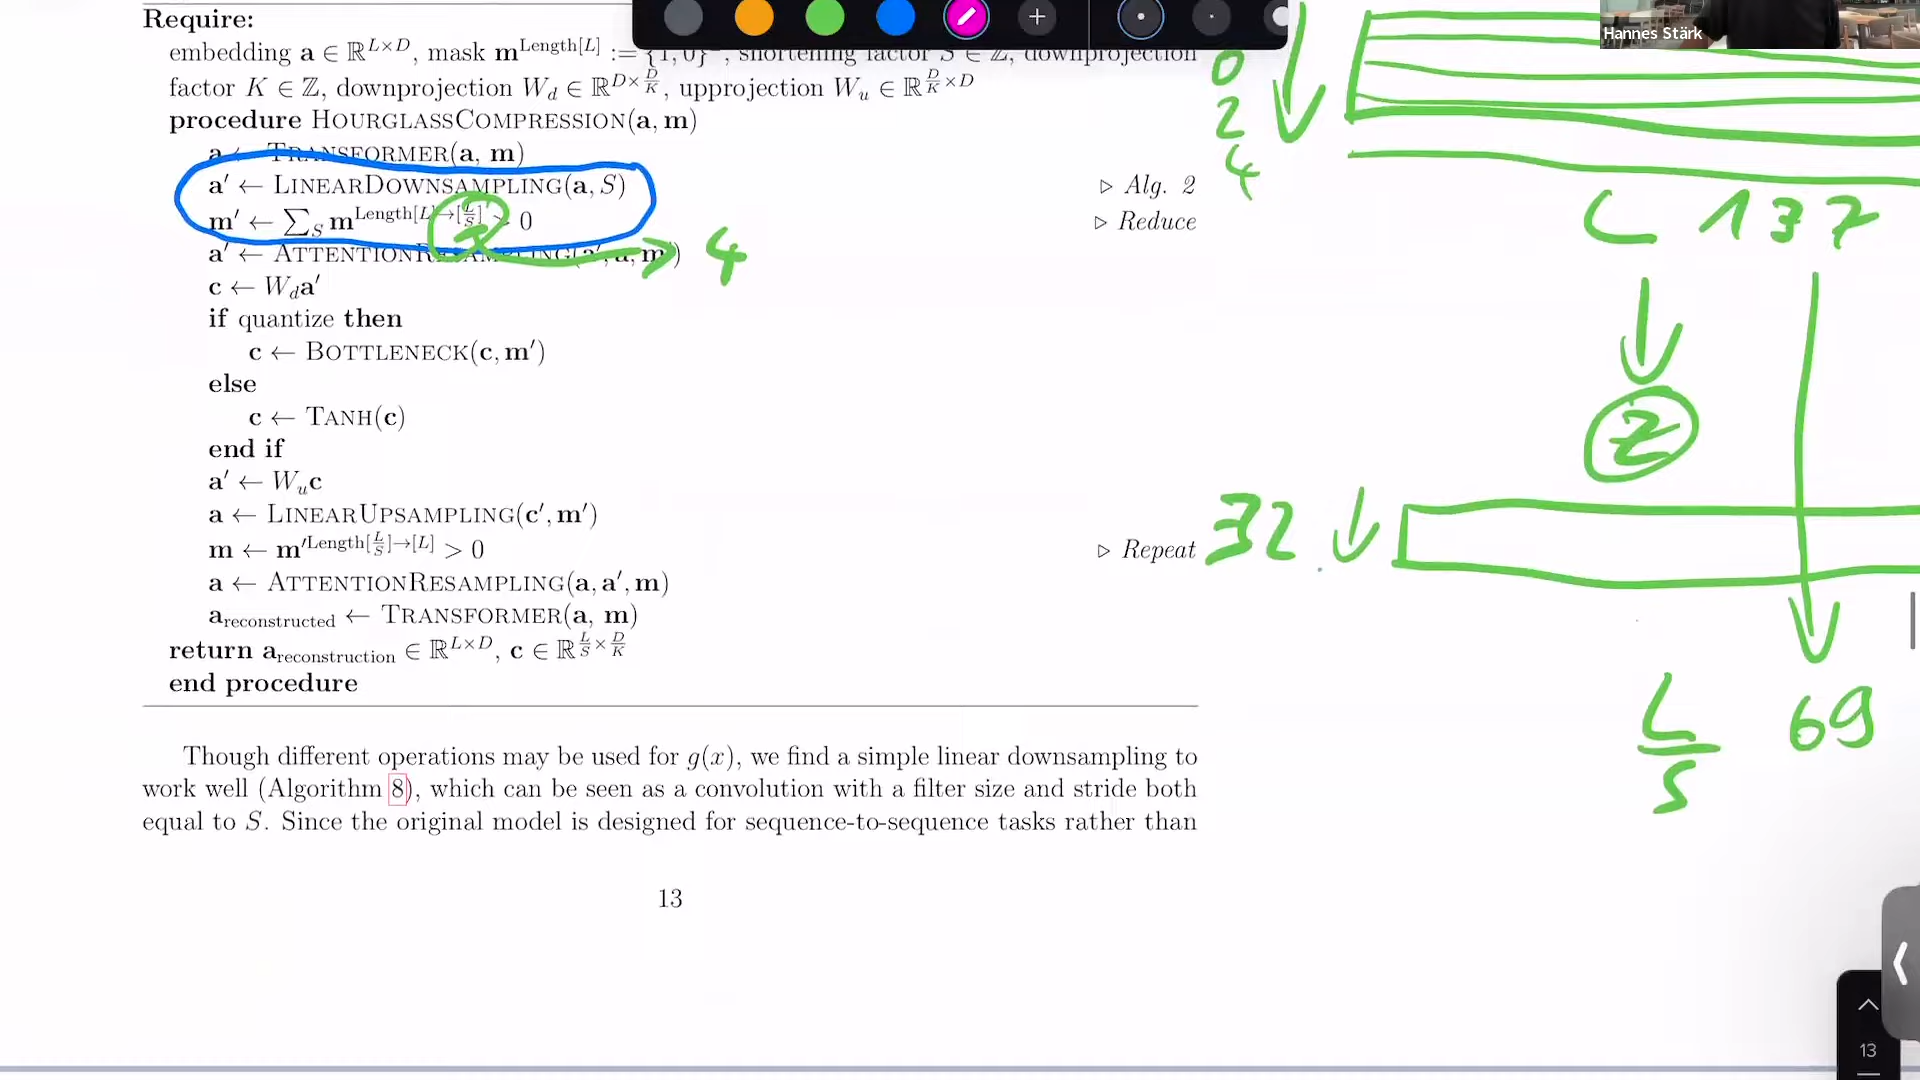 Require:
embedding a ∈ ℝ^{L×D}, mask m^{Length[L]} := {1,0} , shortening factor S ∈ ℤ, downprojection
factor K ∈ ℤ, downprojection W_d ∈ ℝ^{D×D/K}, upprojection W_u ∈ ℝ^{D/K×D}
procedure HOURGLASSCOMPRESSION(a, m)
a ← TRANSFORMER(a, m)
a′ ← LINEARDOWNSAMPLING(a, S) ▷ Alg. 2
m′ ← ∑_S m^{Length[L]→[L/S]} > 0 ▷ Reduce
a′ ← ATTENTIONRESAMPLING(a′, a, m′)
c ← W_d a′
if quantize then
c ← BOTTLENECK(c, m′)
else
c ← TANH(c)
end if
a′ ← W_u c
a ← LINEARUPSAMPLING(c′, m′)
m ← m′^{Length[L/S]→[L]} > 0 ▷ Repeat
a ← ATTENTIONRESAMPLING(a, a′, m)
a_{reconstructed} ← TRANSFORMER(a, m)
return a_{reconstruction} ∈ ℝ^{L×D}, c ∈ ℝ^{L/S×D/K}
end procedure
Though different operations may be used for g(x), we find a simple linear downsampling to
work well (Algorithm 8), which can be seen as a convolution with a filter size and stride both
equal to S. Since the original model is designed for sequence-to-sequence tasks rather than
13
4
0
2
4
L 137
2
32
L/S 69
Hannes Stärk
13